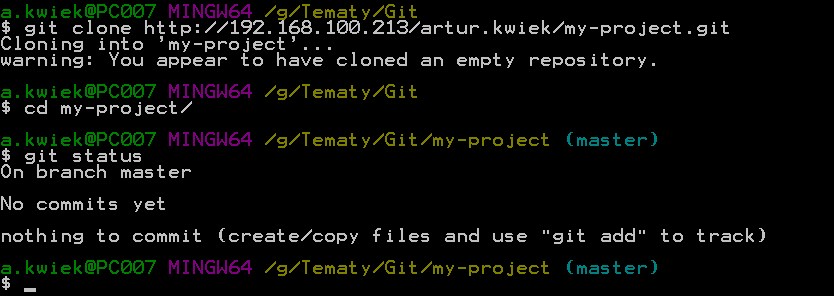 a.kwiek@PC007 MINGW64 /g/Tematy/Git
$ git clone http://192.168.100.213/artur.kwiek/my-project.git
Cloning into 'my-project'...
warning: You appear to have cloned an empty repository.
a.kwiek@PC007 MINGW64 /g/Tematy/Git
$ cd my-project/
a.kwiek@PC007 MINGW64 /g/Tematy/Git/my-project (master)
$ git status
On branch master
No commits yet
nothing to commit (create/copy files and use "git add" to track)
a.kwiek@PC007 MINGW64 /g/Tematy/Git/my-project (master)
$